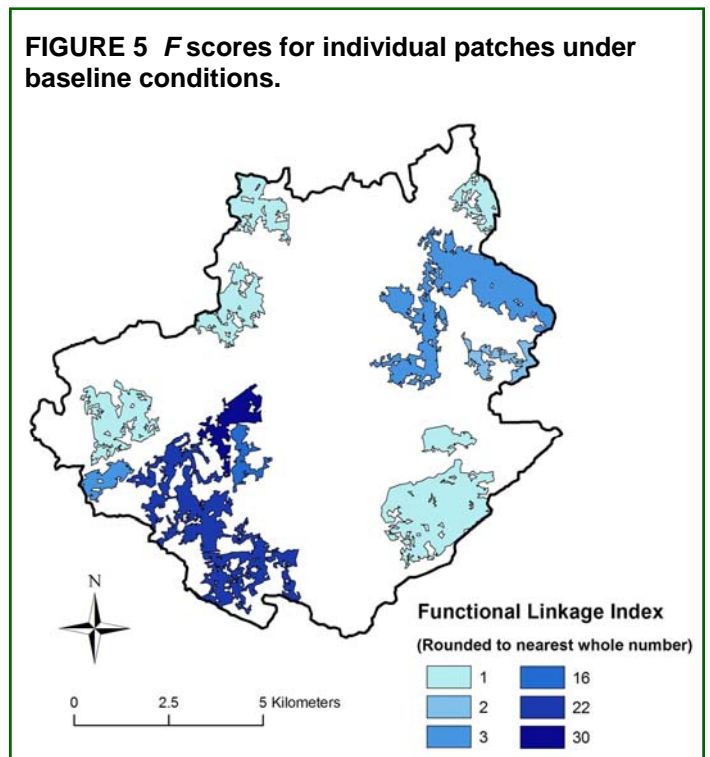 FIGURE 5 F scores for individual patches under
baseline conditions.
N
0 2.5 5 Kilometers
Functional Linkage Index
(Rounded to nearest whole number)
1 16
2 22
3 30